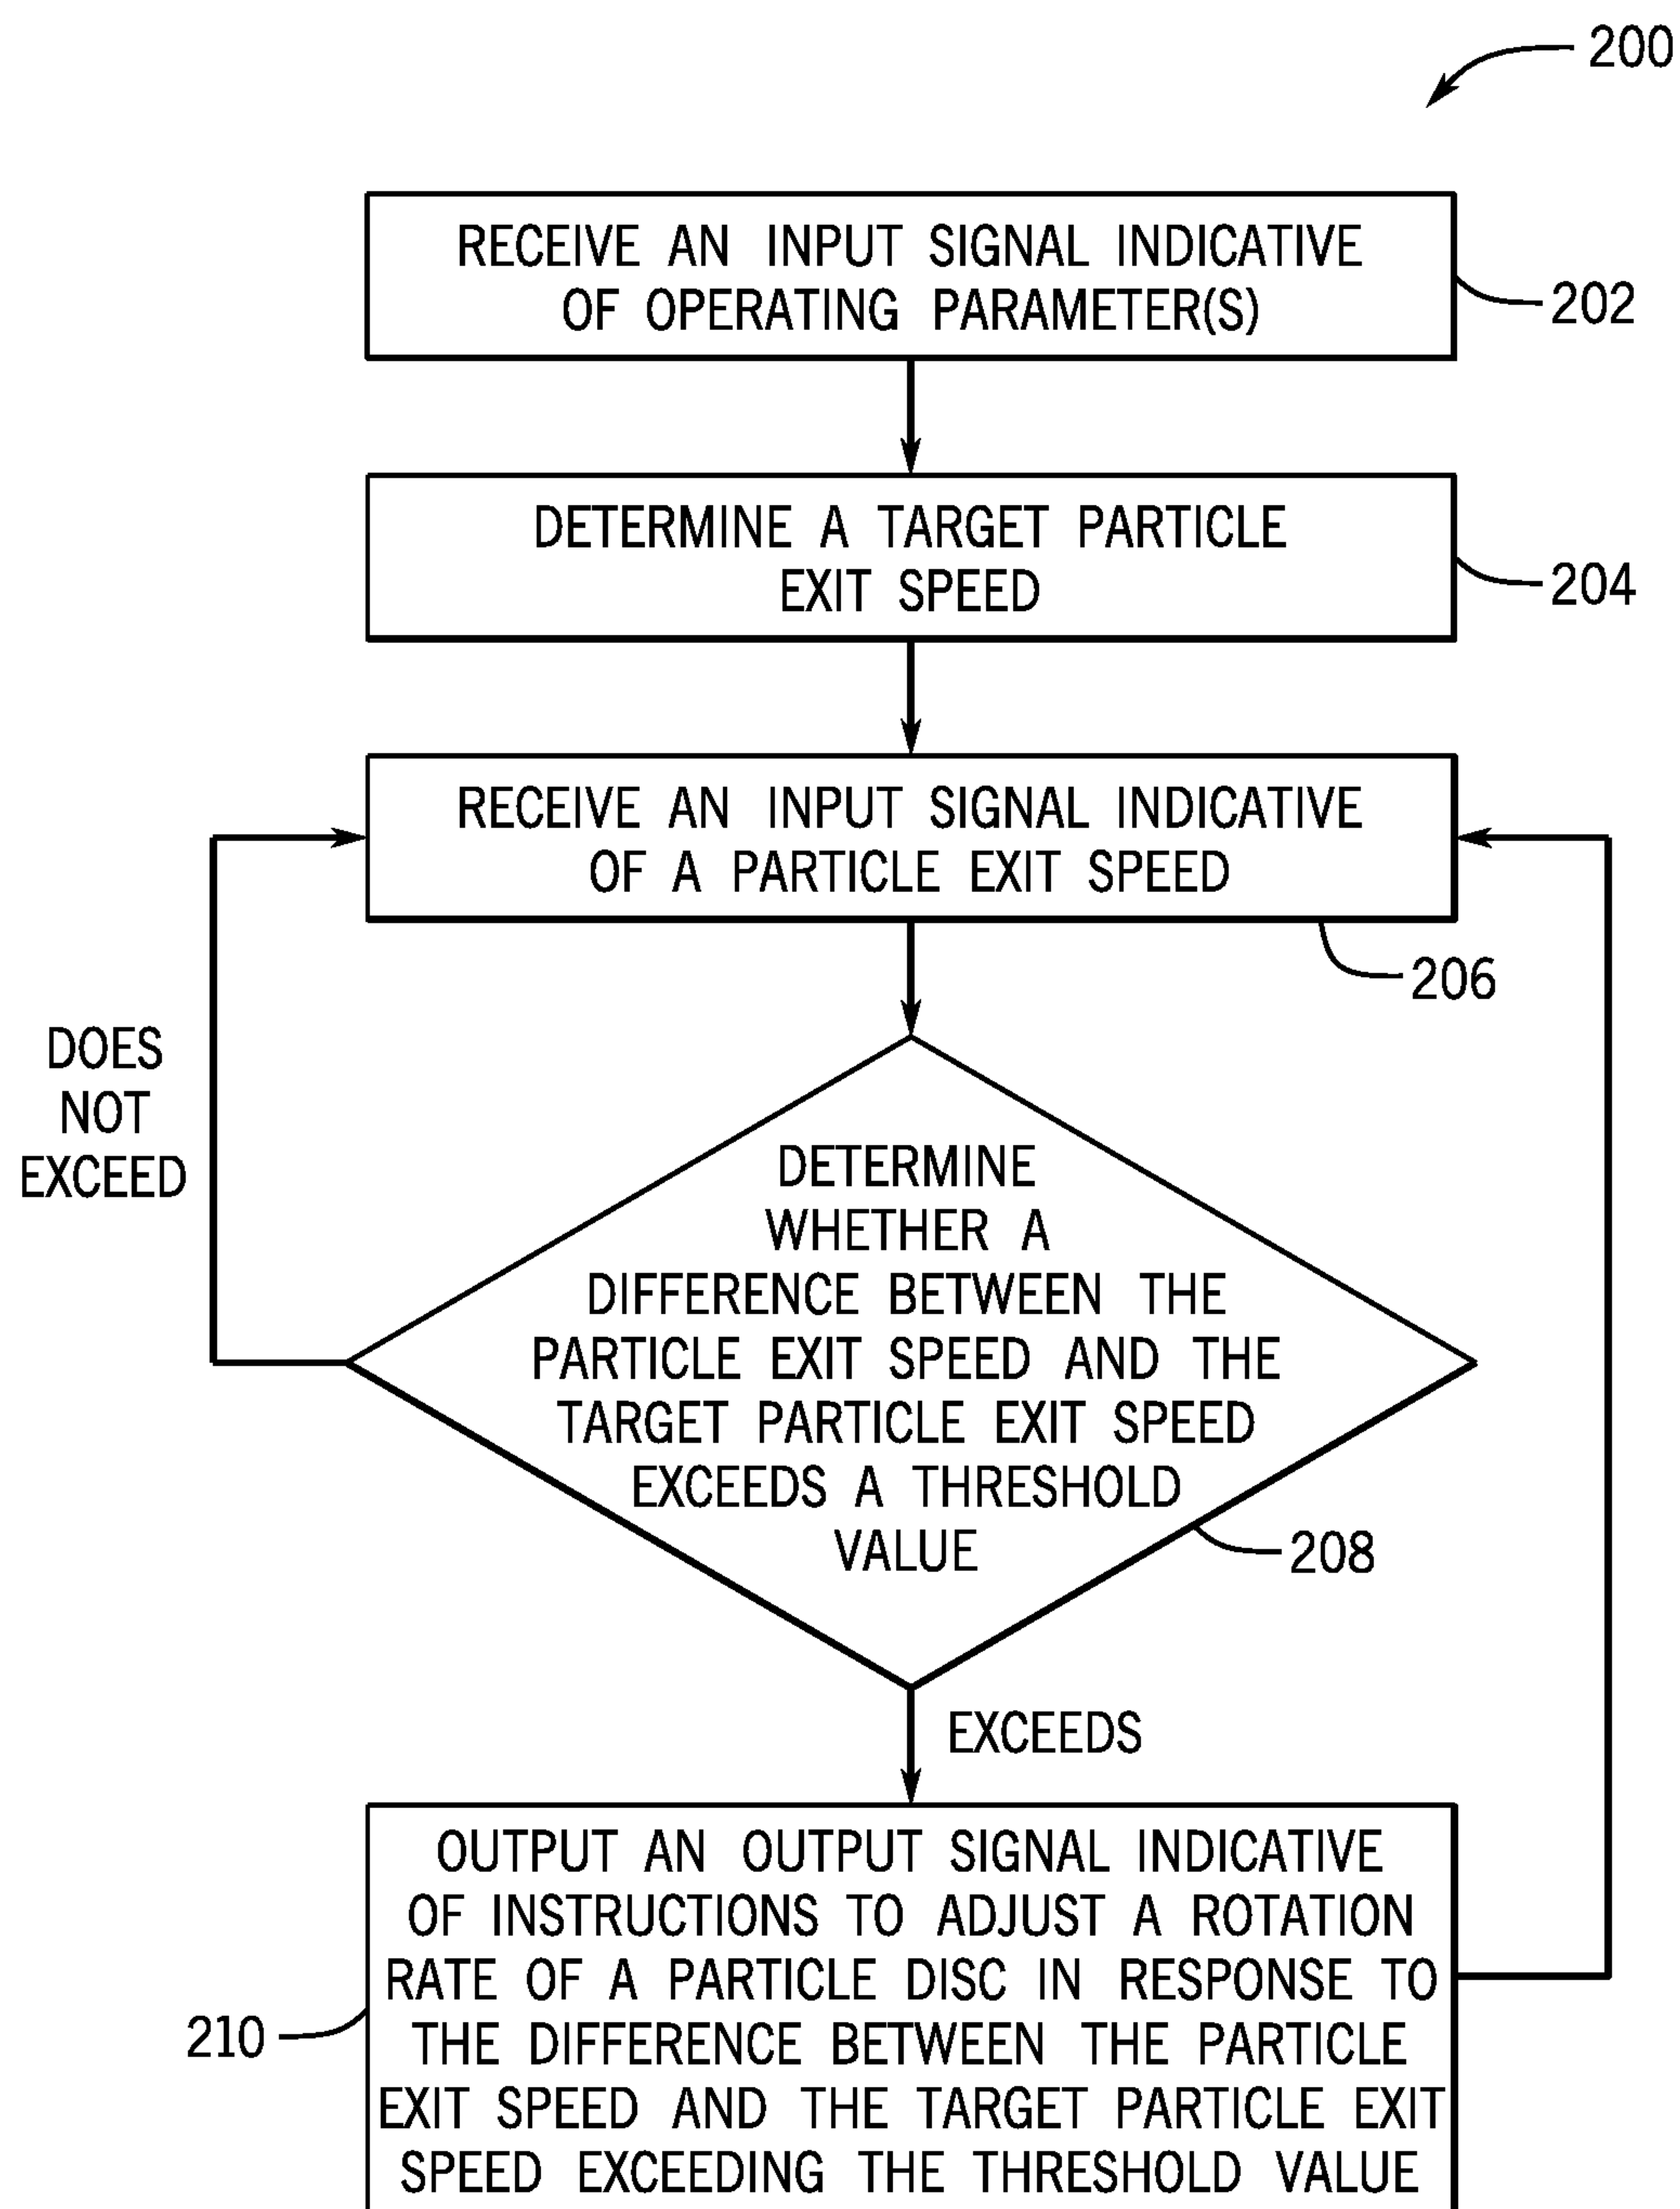 200
RECEIVE AN INPUT SIGNAL INDICATIVE
OF OPERATING PARAMETER(S)
202
DETERMINE A TARGET PARTICLE
EXIT SPEED
204
RECEIVE AN INPUT SIGNAL INDICATIVE
OF A PARTICLE EXIT SPEED
206
DOES
NOT
EXCEED
DETERMINE
WHETHER A
DIFFERENCE BETWEEN THE
PARTICLE EXIT SPEED AND THE
TARGET PARTICLE EXIT SPEED
EXCEEDS A THRESHOLD
VALUE
208
EXCEEDS
OUTPUT AN OUTPUT SIGNAL INDICATIVE
OF INSTRUCTIONS TO ADJUST A ROTATION
RATE OF A PARTICLE DISC IN RESPONSE TO
THE DIFFERENCE BETWEEN THE PARTICLE
EXIT SPEED AND THE TARGET PARTICLE EXIT
SPEED EXCEEDING THE THRESHOLD VALUE
210